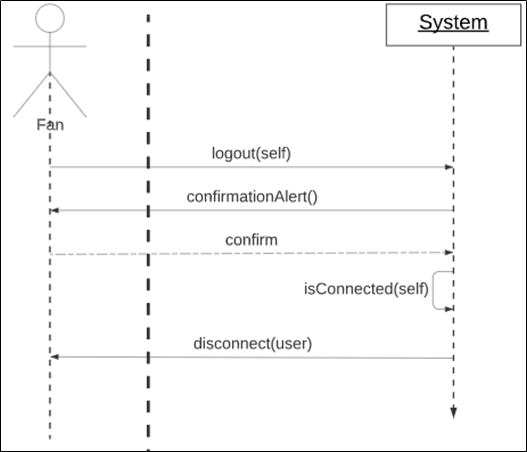 System
Fan
logout(self)
confirmationAlert()
confirm
isConnected(self)
disconnect(user)